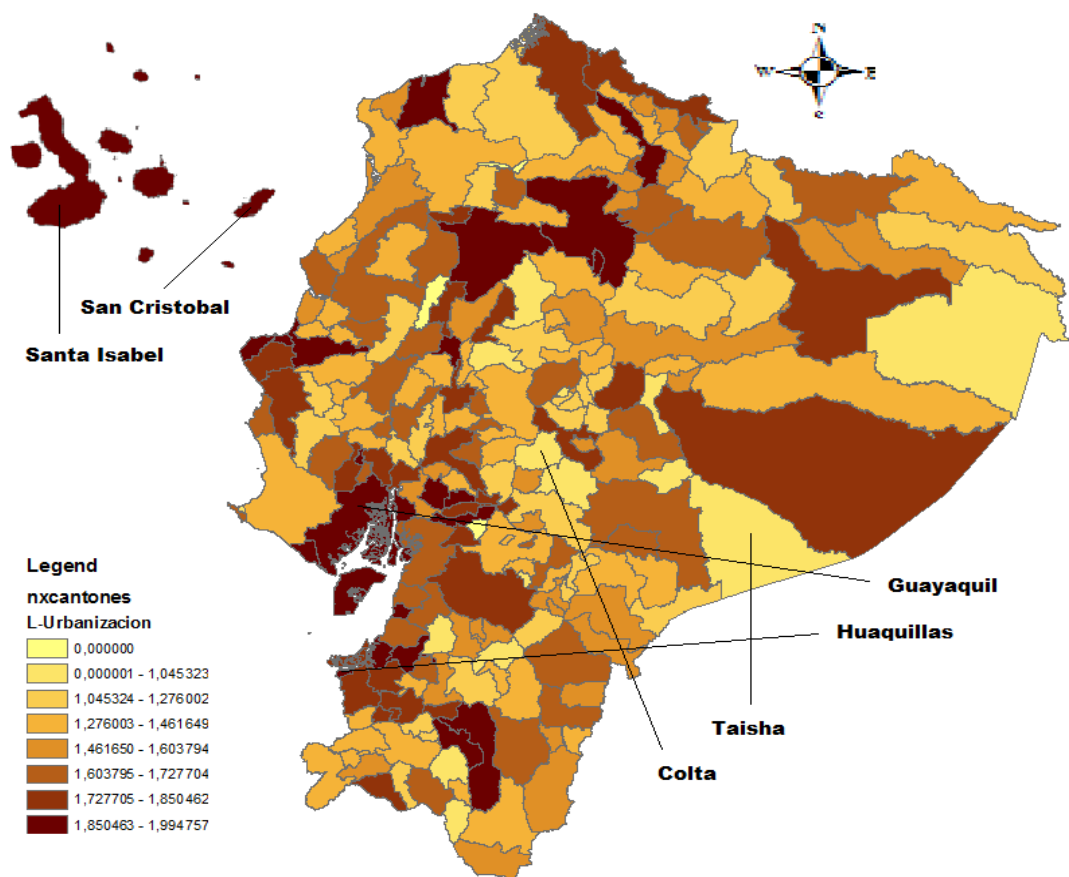 N
W E
San Cristobal
Santa Isabel
Legend
nxcantones
L-Urbanizacion
0,000000
0,000001 - 1,045323
1,045324 - 1,276002
1,276003 - 1,461649
1,461650 - 1,603794
1,603795 - 1,727704
1,727705 - 1,850462
1,850463 - 1,994757
Guayaquil
Huaquillas
Taisha
Colta